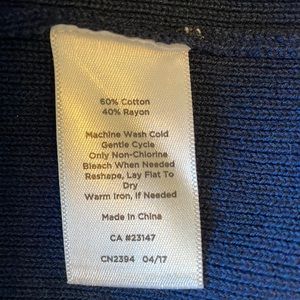 60% Cotton
40% Rayon
Machine Wash Cold
Gentle Cycle
Only Non-Chlorine
Bleach When Needed
Reshape, Lay Flat To
Dry
Warm Iron, If Needed
Made In China
CA #23147
CN2394 04/17